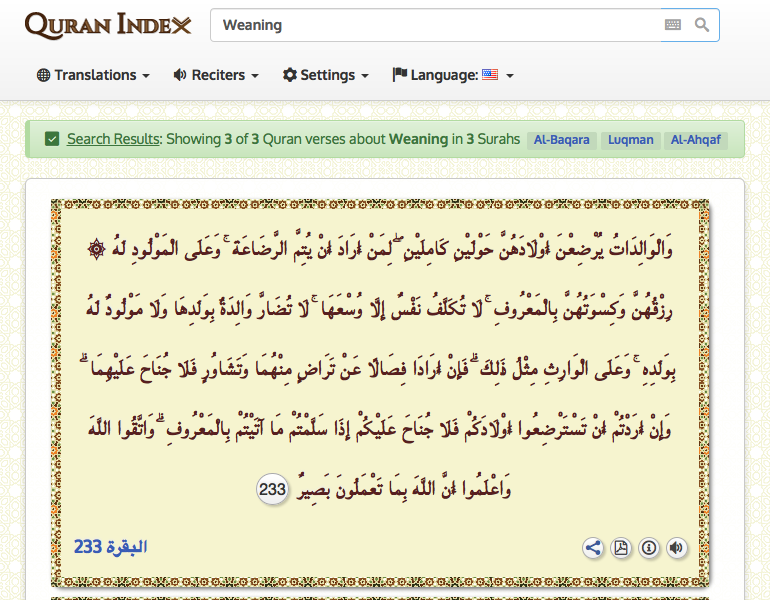 QURAN INDEX
Weaning
Translations
Reciters
Settings
Language:
Search Results: Showing 3 of 3 Quran verses about Weaning in 3 Surahs Al-Baqara Luqman Al-Ahqaf
۞ وَالْوَالِدَاتُ يُرْضِعْنَ أَوْلَادَهُنَّ حَوْلَيْنِ كَامِلَيْنِ ۖ لِمَنْ أَرَادَ أَنْ يُتِمَّ الرَّضَاعَةَ ۚ وَعَلَى الْمَوْلُودِ لَهُ
رِزْقُهُنَّ وَكِسْوَتُهُنَّ بِالْمَعْرُوفِ ۚ لَا تُكَلَّفُ نَفْسٌ إِلَّا وُسْعَهَا ۚ لَا تُضَارَّ وَالِدَةٌ بِوَلَدِهَا وَلَا مَوْلُودٌ لَهُ
بِوَلَدِهِ ۚ وَعَلَى الْوَارِثِ مِثْلُ ذَٰلِكَ ۗ فَإِنْ أَرَادَا فِصَالًا عَنْ تَرَاضٍ مِنْهُمَا وَتَشَاوُرٍ فَلَا جُنَاحَ عَلَيْهِمَا ۗ
وَإِنْ أَرَدْتُمْ أَنْ تَسْتَرْضِعُوا أَوْلَادَكُمْ فَلَا جُنَاحَ عَلَيْكُمْ إِذَا سَلَّمْتُمْ مَا آتَيْتُمْ بِالْمَعْرُوفِ ۗ وَاتَّقُوا اللَّهَ
وَاعْلَمُوا أَنَّ اللَّهَ بِمَا تَعْمَلُونَ بَصِيرٌ 233
البقرة 233